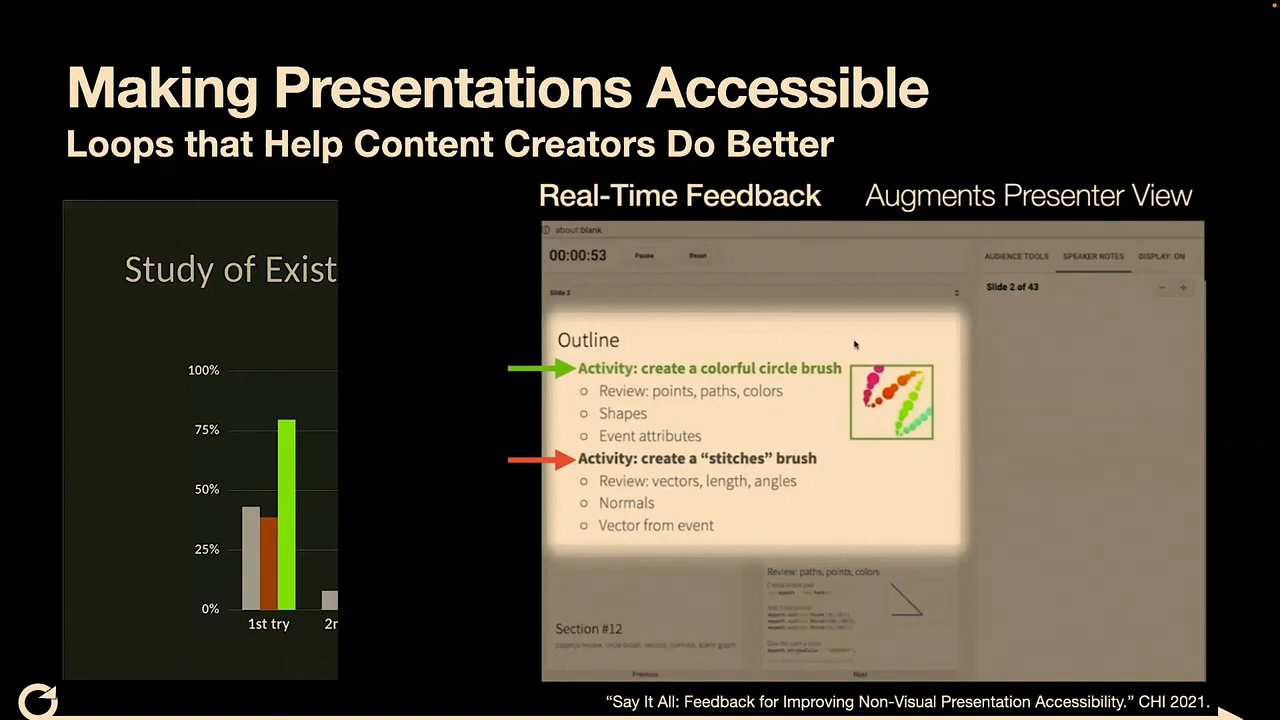 Making Presentations Accessible
Loops that Help Content Creators Do Better
Real-Time Feedback
Augments Presenter View
Study of Exist
100%
75%
50%
25%
0%
1st try
about:blank
00:00:53
Pause
Reset
AUDIENCE TOOLS
SPEAKER NOTES
DISPLAY: ON
Slide 2
Slide 2 of 43
Outline
Activity: create a colorful circle brush
Review: points, paths, colors
Shapes
Event attributes
Activity: create a “stitches” brush
Review: vectors, length, angles
Normals
Vector from event
Section #12
Review: paths, points, colors
Previous
Next
“Say It All: Feedback for Improving Non-Visual Presentation Accessibility.” CHI 2021.